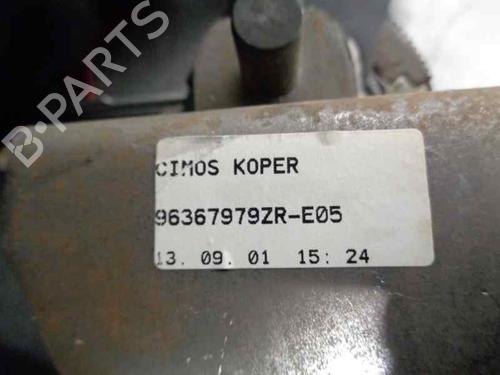 B-PARTS
CIMOS KOPER
96367979ZR-E05
13. 09. 01 15: 24